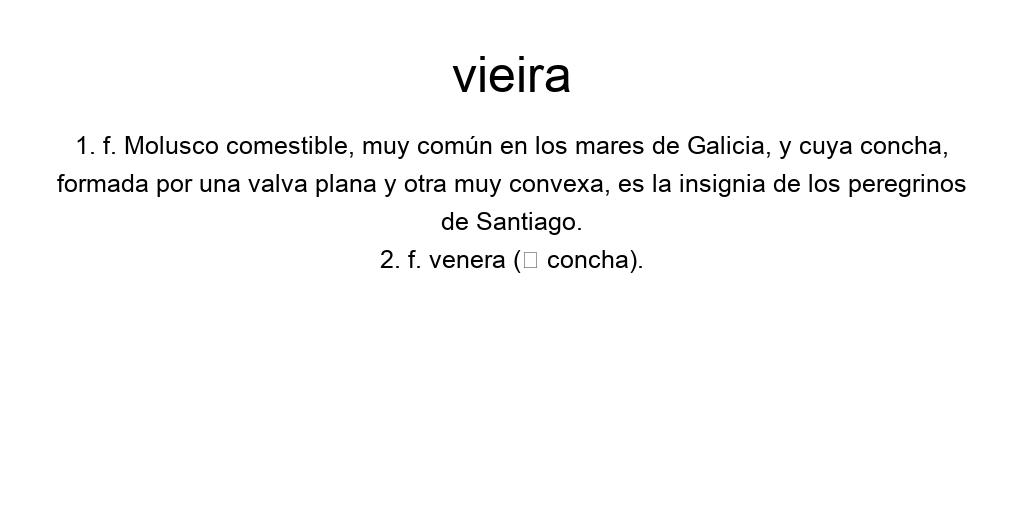 vieira
1. f. Molusco comestible, muy común en los mares de Galicia, y cuya concha,
formada por una valva plana y otra muy convexa, es la insignia de los peregrinos
de Santiago.
2. f. venera (□ concha).